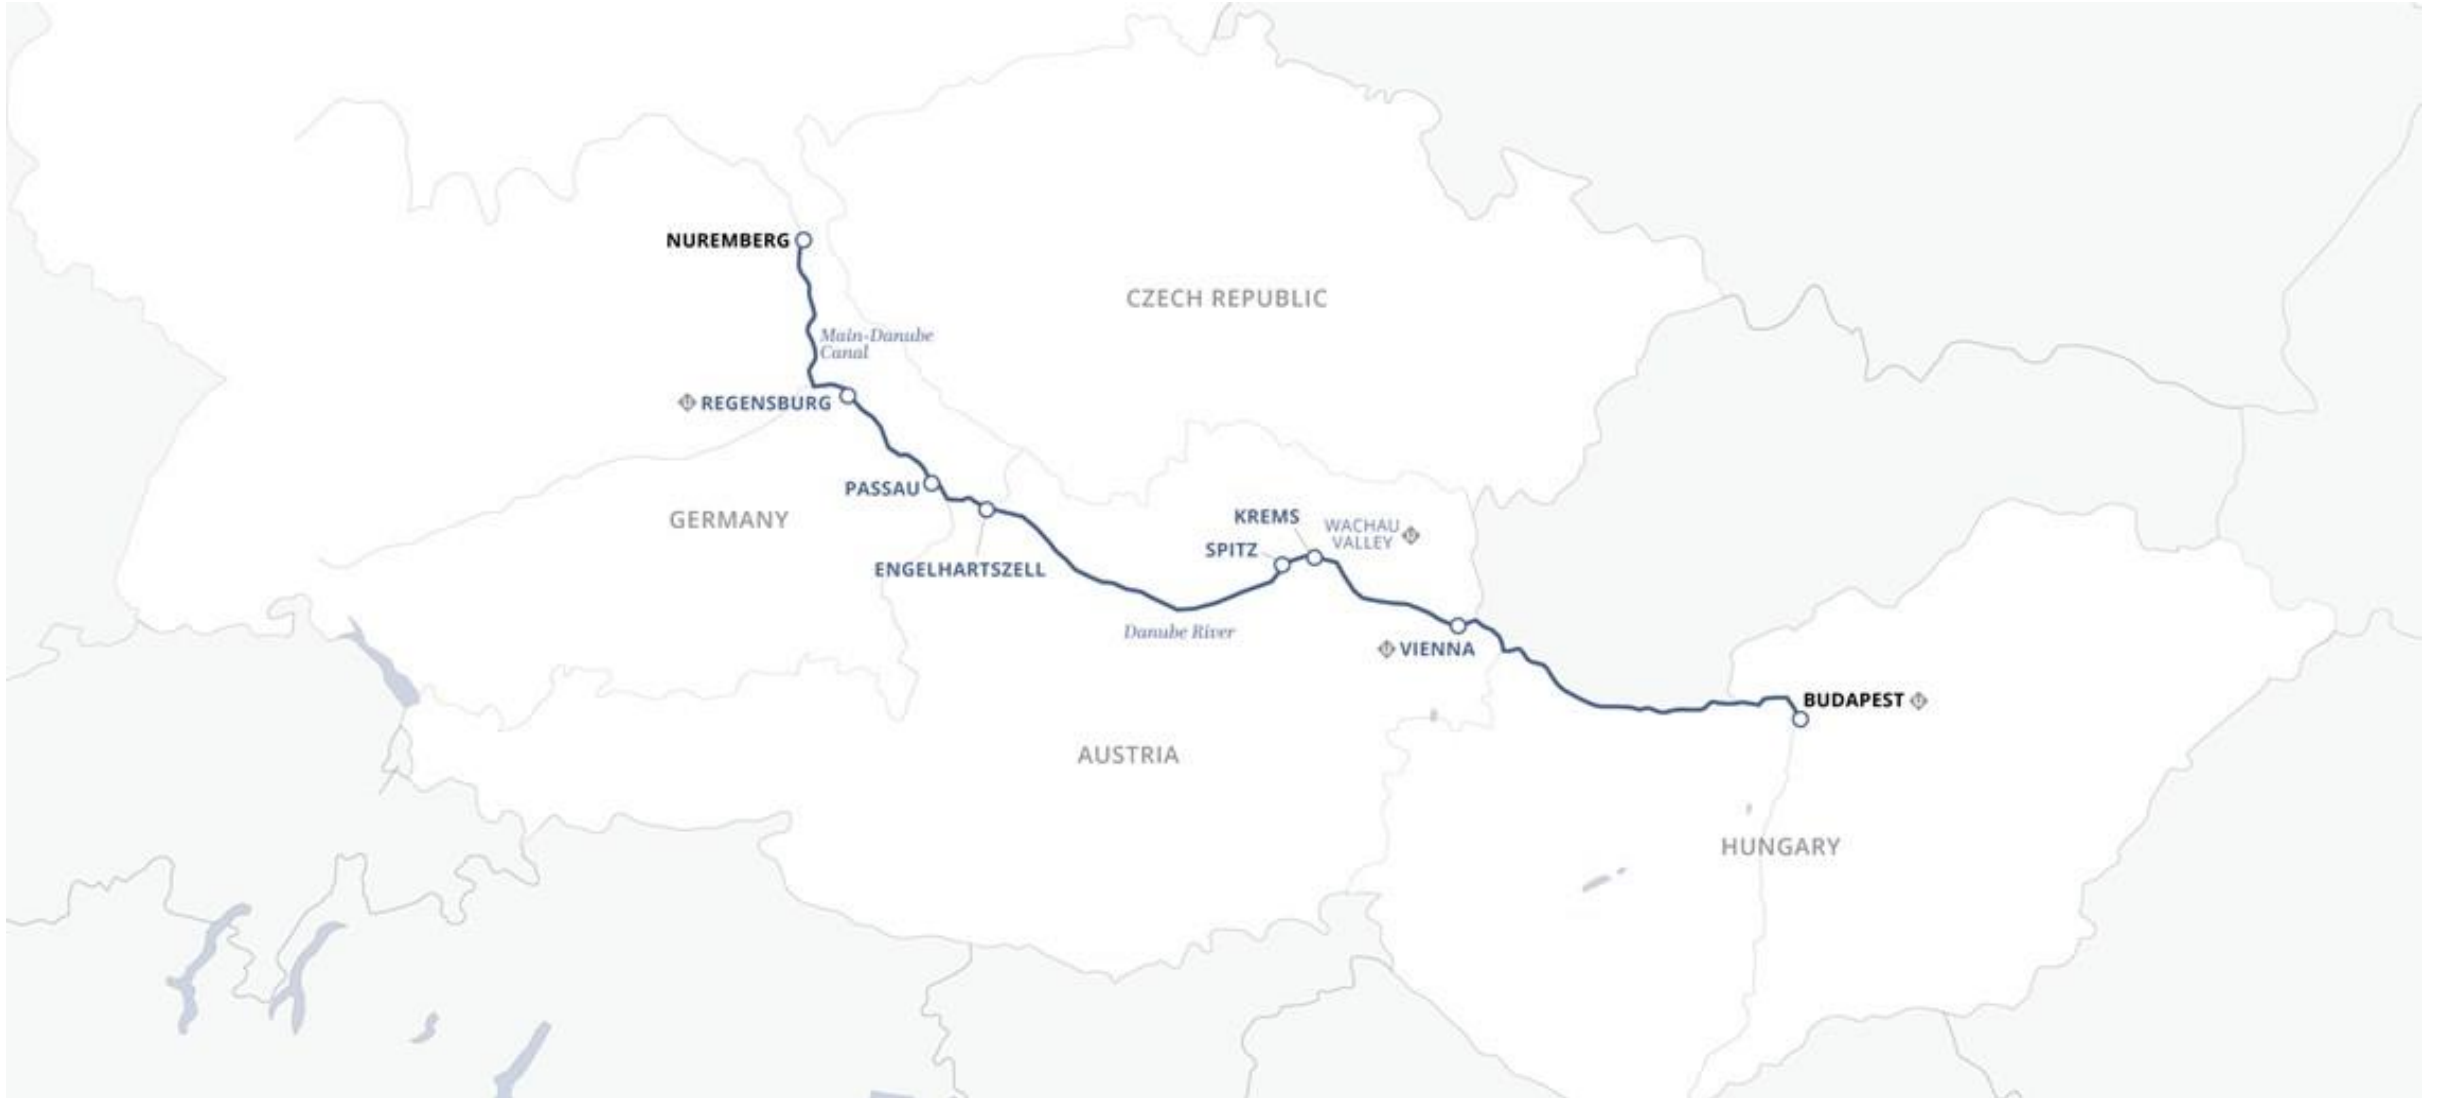 NUREMBERG
CZECH REPUBLIC
Main-Danube
Canal
REGENSBURG
PASSAU
GERMANY
KREMS
WACHAU
VALLEY
SPITZ
ENGELHARTSZELL
Danube River
VIENNA
BUDAPEST
AUSTRIA
HUNGARY